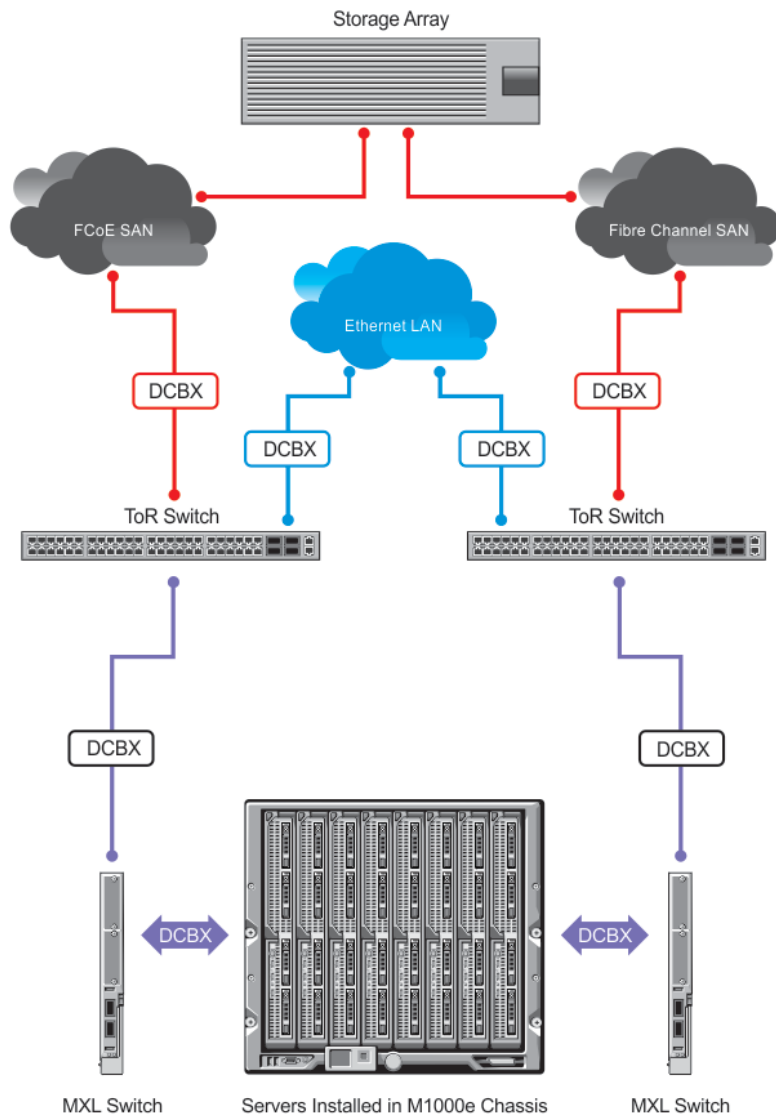 Storage Array
FCoE SAN
Fibre Channel SAN
Ethernet LAN
DCBX
DCBX
DCBX
DCBX
ToR Switch
ToR Switch
DCBX
DCBX
DCBX
DCBX
MXL Switch
Servers Installed in M1000e Chassis
MXL Switch